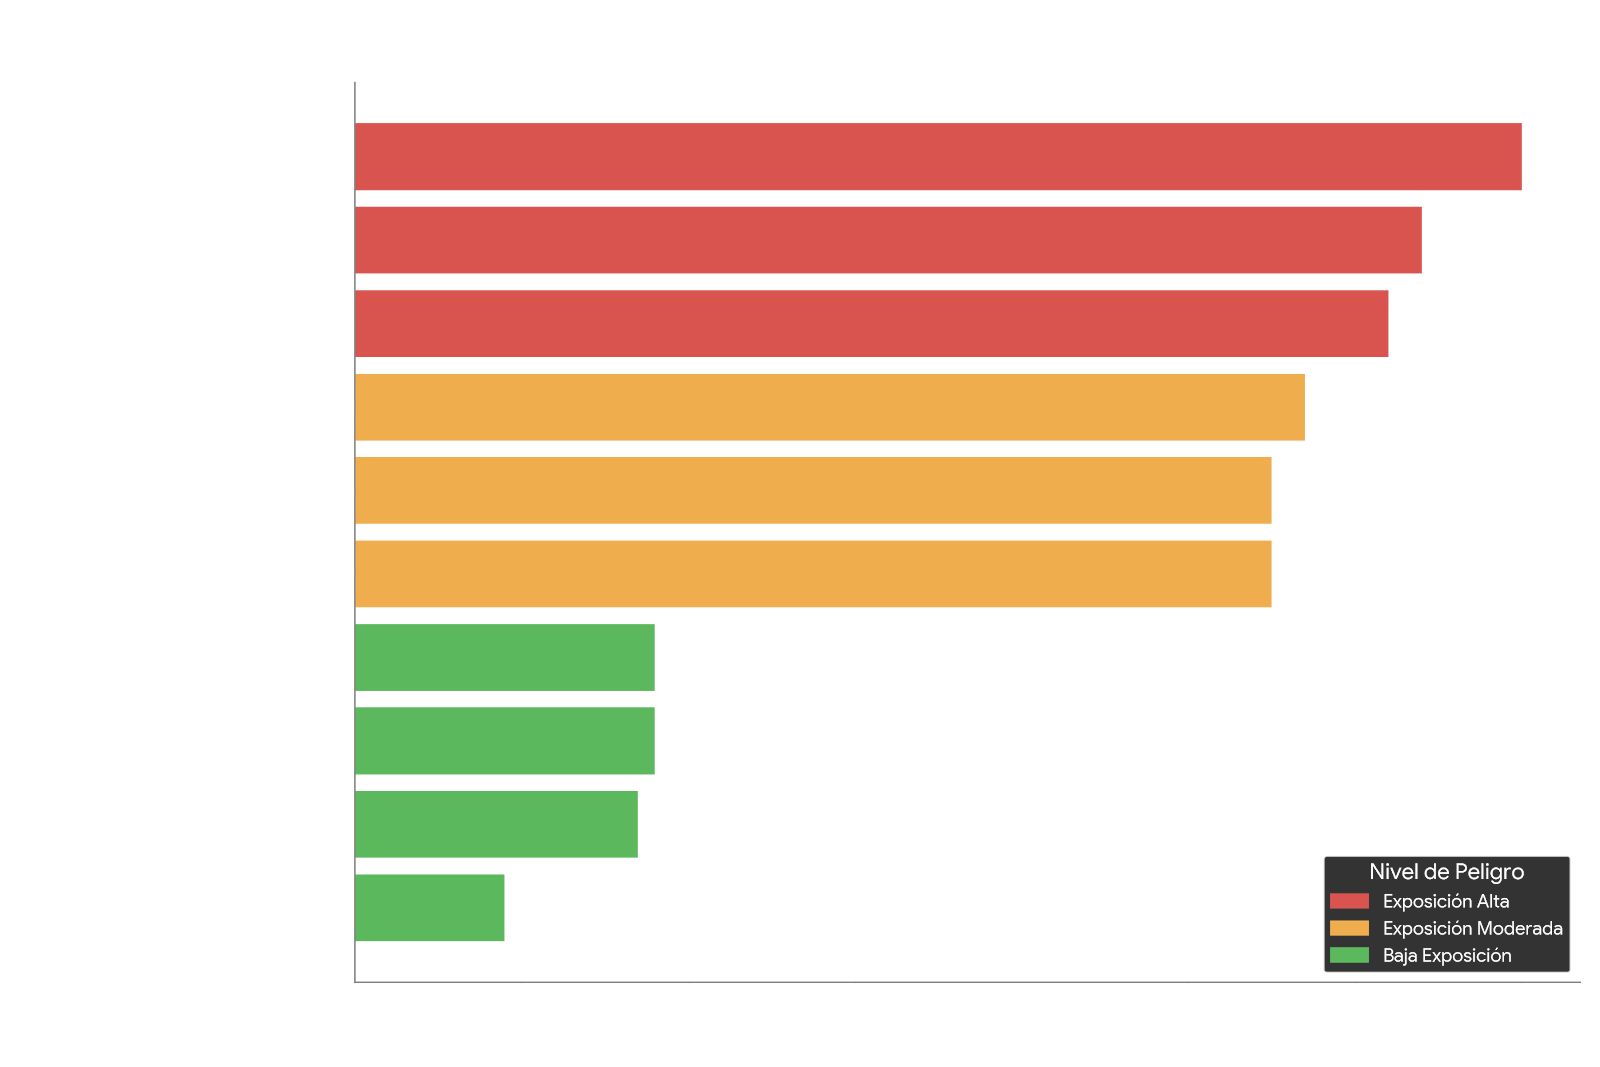 Nivel de Peligro
Exposición Alta
Exposición Moderada
Baja Exposición